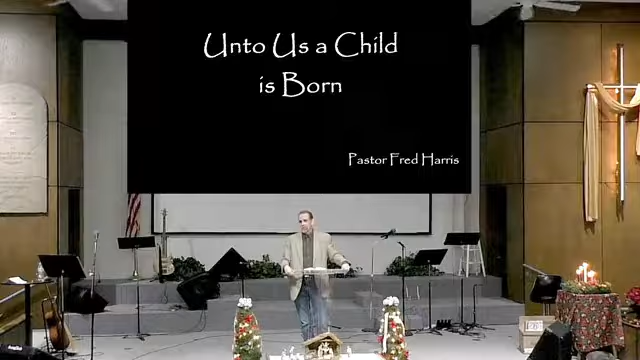 Unto Us a Child
is Born
Pastor Fred Harris